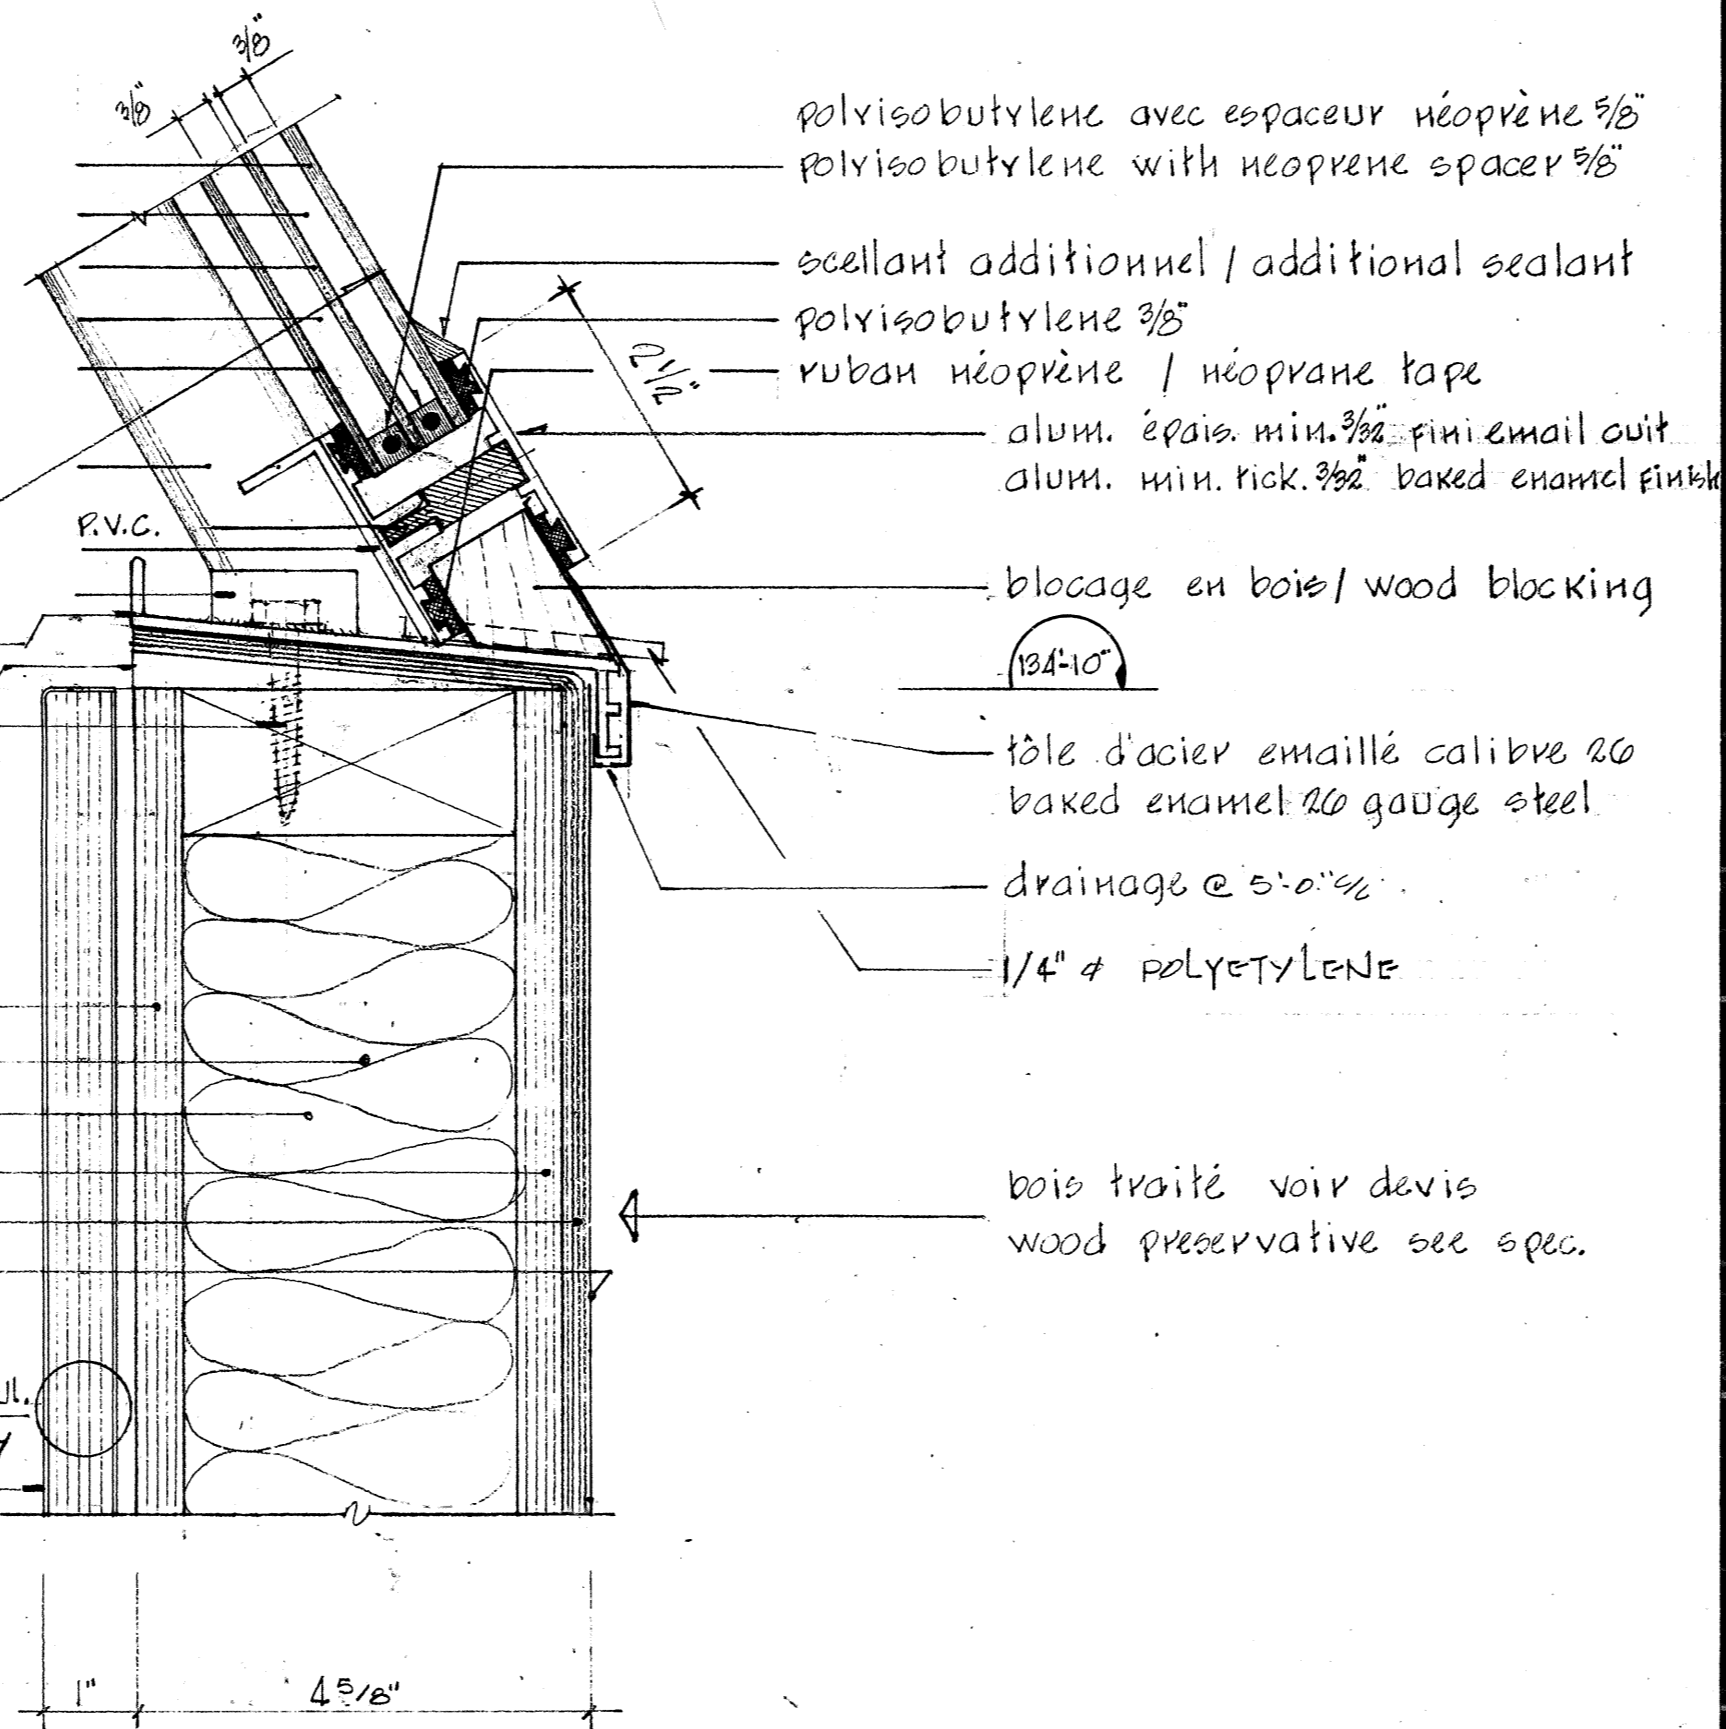 3/8"
3/8"
polyisobutylene avec espaceur néoprène 5/8"
polyisobutylene with neoprene spacer 5/8"
scellant additionnel / additional sealant
polyisobutylene 3/8"
ruban néoprène / néoprane tape
2 1/2"
alum. épais. min. 3/32" fini email cuit
alum. min. tick. 3/32" baked enamel finish
P.V.C.
blocage en bois / wood blocking
134'-10"
tôle d'acier emaillé calibre 26
baked enamel 26 gauge steel
drainage @ 5'-0" c/c
1/4" ø POLYETYLENE
bois traité voir devis
wood preservative see spec.
1"
4 5/8"